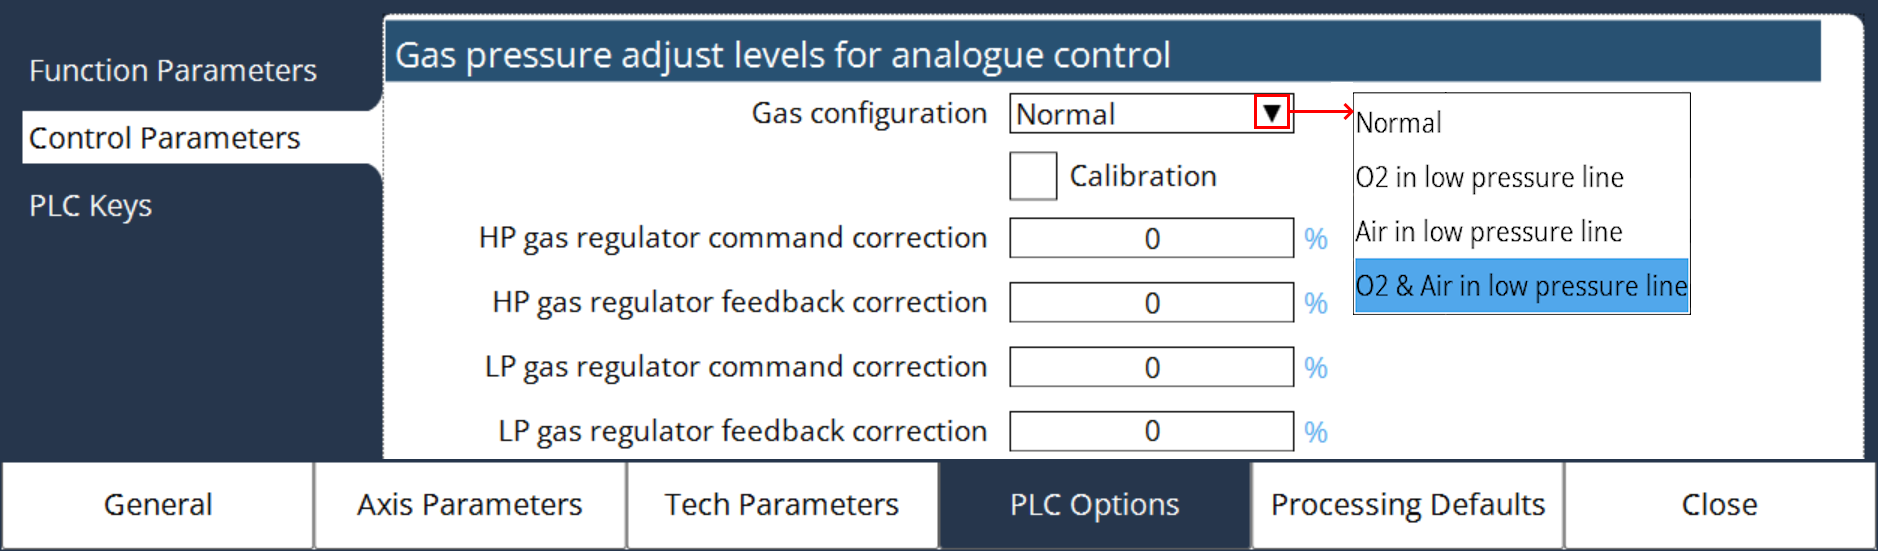 Function Parameters
Control Parameters
PLC Keys
Gas pressure adjust levels for analogue control
Gas configuration Normal ▼
Normal
O2 in low pressure line
Air in low pressure line
O2 & Air in low pressure line
Calibration
HP gas regulator command correction 0 %
HP gas regulator feedback correction 0 %
LP gas regulator command correction 0 %
LP gas regulator feedback correction 0 %
General Axis Parameters Tech Parameters PLC Options Processing Defaults Close